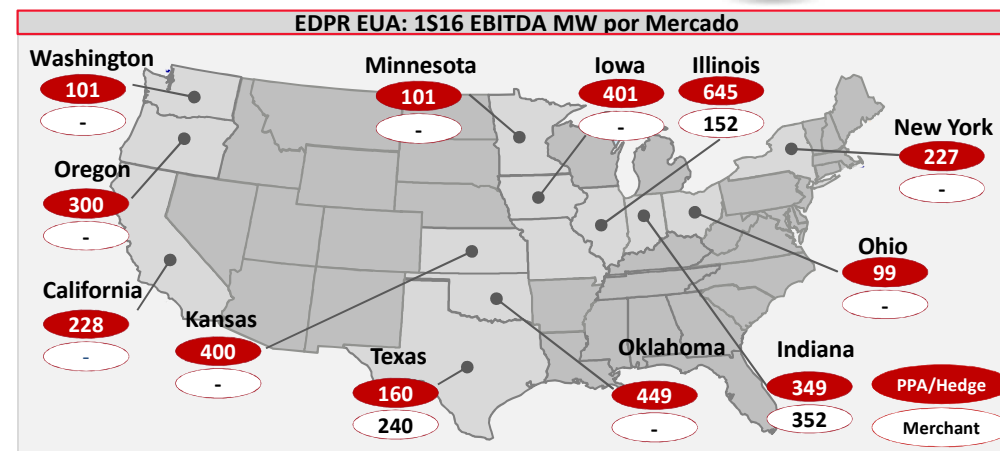 EDPR EUA: 1S16 EBITDA MW por Mercado
Washington
101
-
Minnesota
101
-
Iowa
401
-
Illinois
645
152
New York
227
-
Oregon
300
-
Ohio
99
-
California
228
-
Kansas
400
-
Texas
160
240
Oklahoma
449
-
Indiana
349
352
PPA/Hedge
Merchant